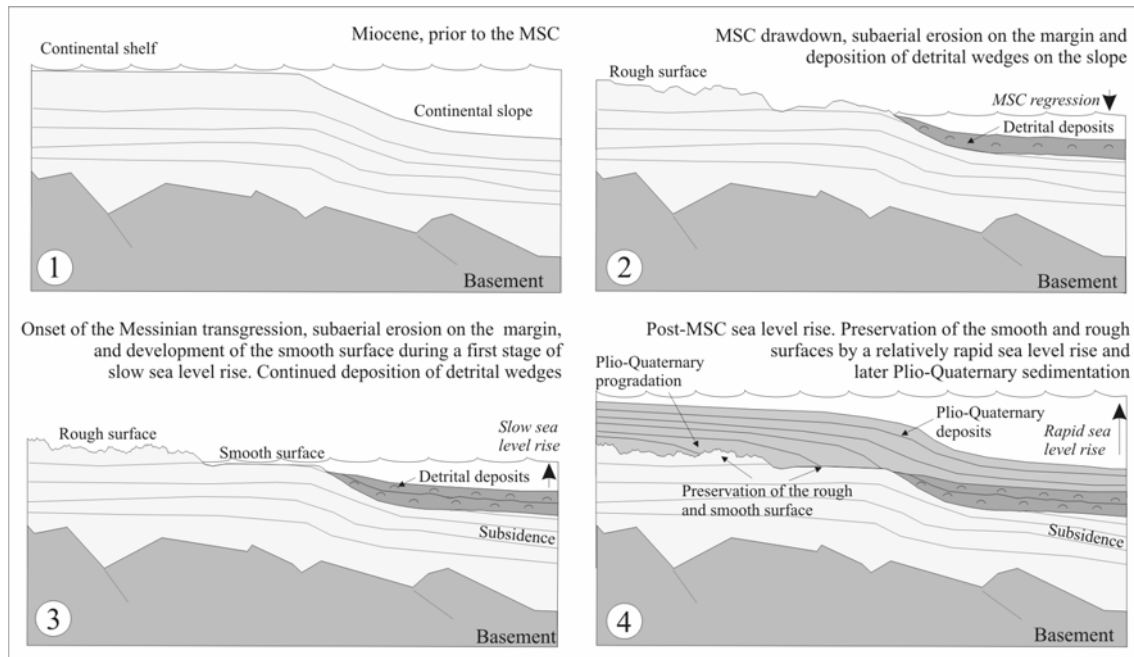 Miocene, prior to the MSC
Continental shelf
Continental slope
1
Basement
MSC drawdown, subaerial erosion on the margin and
deposition of detrital wedges on the slope
Rough surface
MSC regression
Detrital deposits
2
Basement
Onset of the Messinian transgression, subaerial erosion on the margin,
and development of the smooth surface during a first stage of
slow sea level rise. Continued deposition of detrital wedges
Rough surface
Smooth surface
Slow sea
level rise
Detrital deposits
Subsidence
3
Basement
Post-MSC sea level rise. Preservation of the smooth and rough
surfaces by a relatively rapid sea level rise and
later Plio-Quaternary sedimentation
Plio-Quaternary
progradation
Plio-Quaternary
deposits
Rapid sea
level rise
Preservation of the rough
and smooth surface
Subsidence
4
Basement